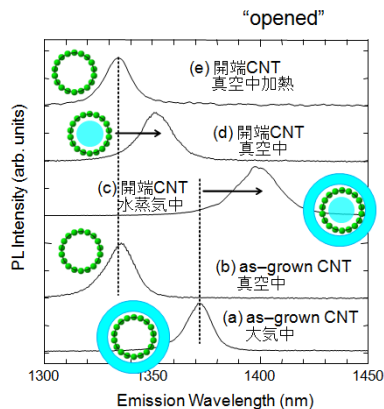 “opened”
(e) 開端CNT
真空中加熱
(d) 開端CNT
真空中
(c) 開端CNT
水蒸気中
(b) as–grown CNT
真空中
(a) as–grown CNT
大気中
PL Intensity (arb. units)
1300 1350 1400 1450
Emission Wavelength (nm)